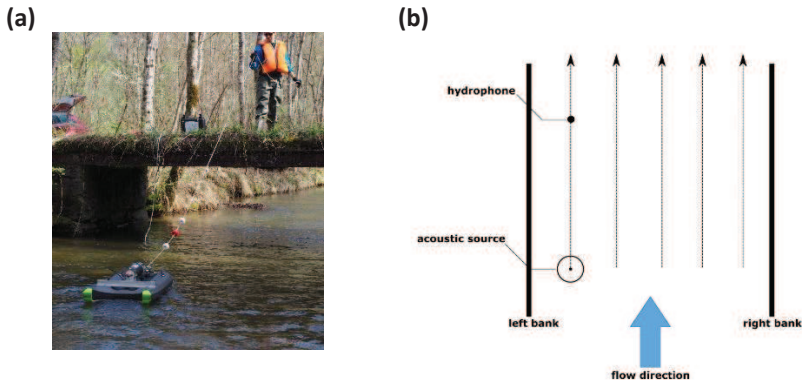 (a)
(b)
hydrophone
acoustic source
left bank
right bank
flow direction